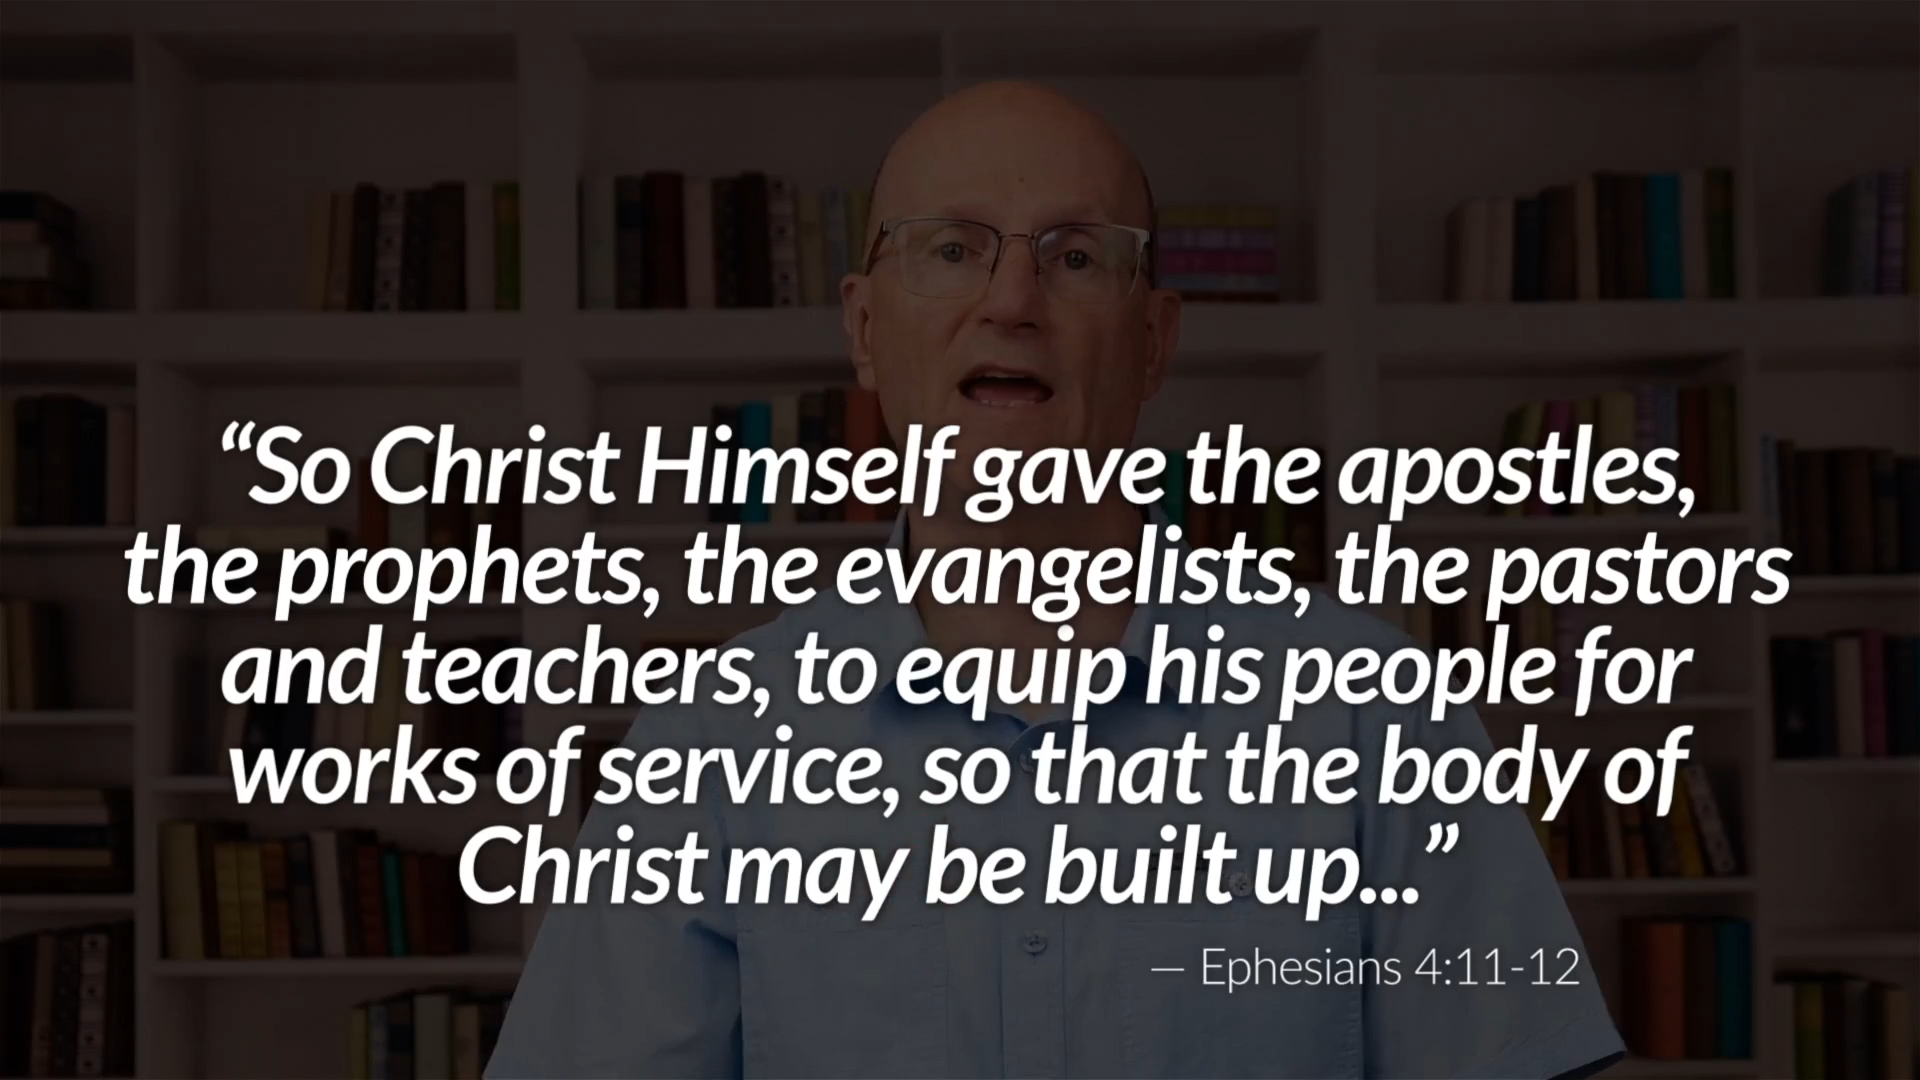 “So Christ Himself gave the apostles,
the prophets, the evangelists, the pastors
and teachers, to equip his people for
works of service, so that the body of
Christ may be built up...”
— Ephesians 4:11-12